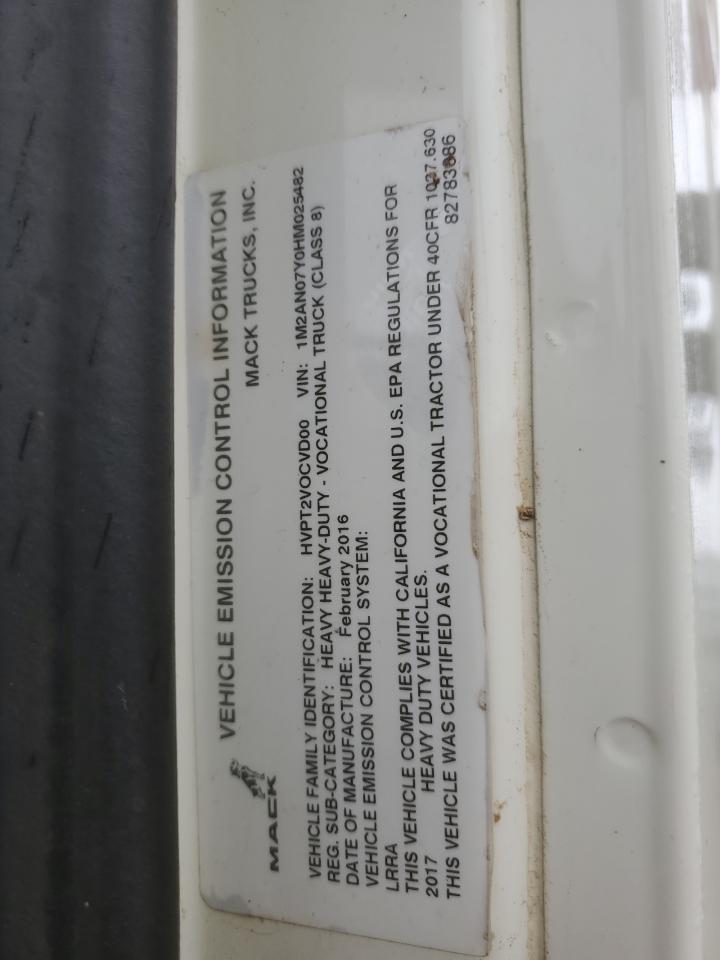 VEHICLE EMISSION CONTROL INFORMATION
MACK
MACK TRUCKS, INC.
VEHICLE FAMILY IDENTIFICATION: HVPT2VOCVD00 VIN: 1M2AN07Y0HM025482
REG. SUB-CATEGORY: HEAVY HEAVY-DUTY - VOCATIONAL TRUCK (CLASS 8)
DATE OF MANUFACTURE: February 2016
VEHICLE EMISSION CONTROL SYSTEM:
LRRA
THIS VEHICLE COMPLIES WITH CALIFORNIA AND U.S. EPA REGULATIONS FOR
2017 HEAVY DUTY VEHICLES.
THIS VEHICLE WAS CERTIFIED AS A VOCATIONAL TRACTOR UNDER 40CFR 1037.630
82783686